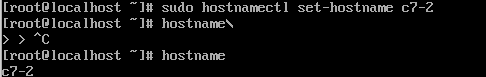 [root@localhost ~]# sudo hostnamectl set-hostname c7-2
[root@localhost ~]# hostname\
> > ^C
[root@localhost ~]# hostname
c7-2